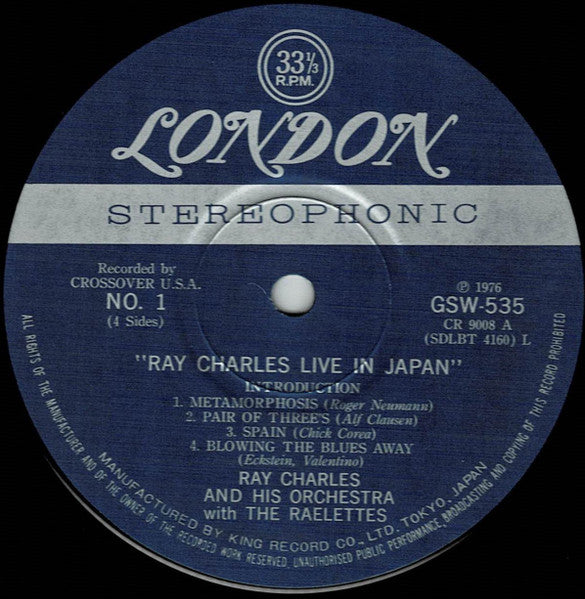 33 1/3
R.P.M.
LONDON
STEREOPHONIC
Recorded by
CROSSOVER U.S.A.
NO. 1
(4 Sides)
Ⓟ 1976
GSW-535
CR 9008 A
(SDLBT 4160) L
"RAY CHARLES LIVE IN JAPAN"
INTRODUCTION
1. METAMORPHOSIS (Roger Neumann)
2. PAIR OF THREE'S (Alf Clausen)
3. SPAIN (Chick Corea)
4. BLOWING THE BLUES AWAY
(Eckstein, Valentino)
RAY CHARLES
AND HIS ORCHESTRA
with THE RAELETTES
MANUFACTURED BY KING RECORD CO., LTD. TOKYO, JAPAN
ALL RIGHTS OF THE MANUFACTURER AND OF THE OWNER OF THE RECORDED WORK RESERVED. UNAUTHORISED PUBLIC PERFORMANCE, BROADCASTING AND COPYING OF THIS RECORD PROHIBITED